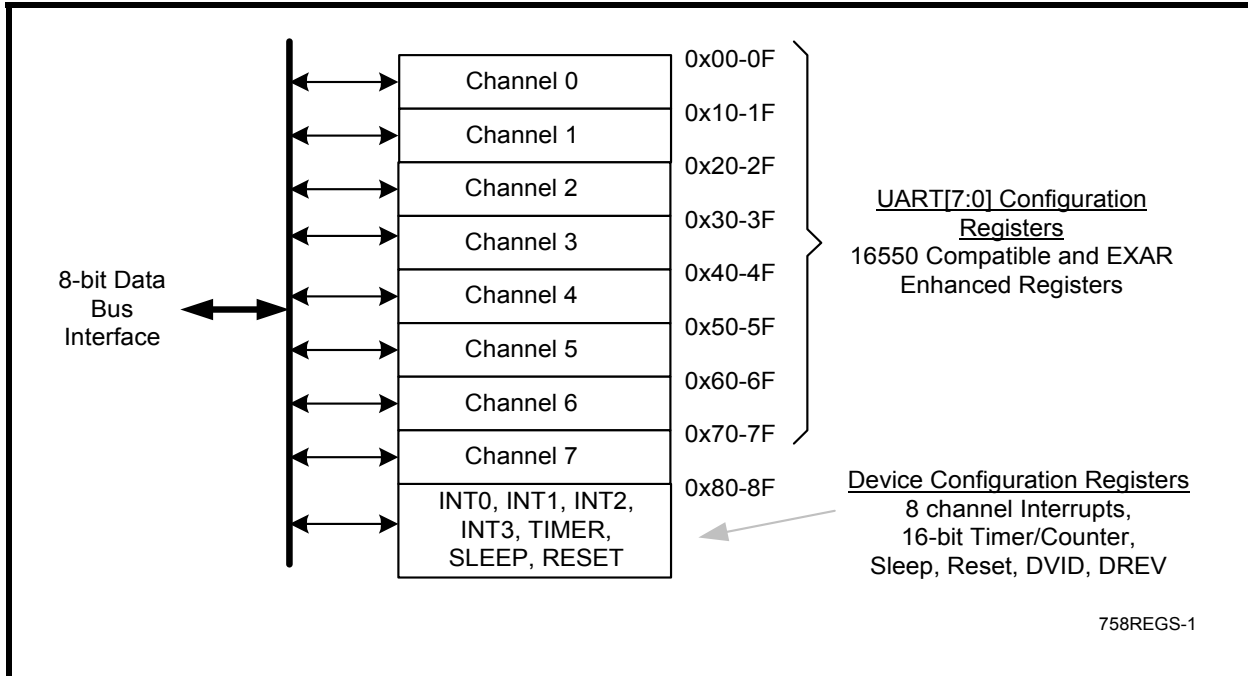 8-bit Data
Bus
Interface
Channel 0
Channel 1
Channel 2
Channel 3
Channel 4
Channel 5
Channel 6
Channel 7
INT0, INT1, INT2,
INT3, TIMER,
SLEEP, RESET
0x00-0F
0x10-1F
0x20-2F
0x30-3F
0x40-4F
0x50-5F
0x60-6F
0x70-7F
0x80-8F
UART[7:0] Configuration
Registers
16550 Compatible and EXAR
Enhanced Registers
Device Configuration Registers
8 channel Interrupts,
16-bit Timer/Counter,
Sleep, Reset, DVID, DREV
758REGS-1